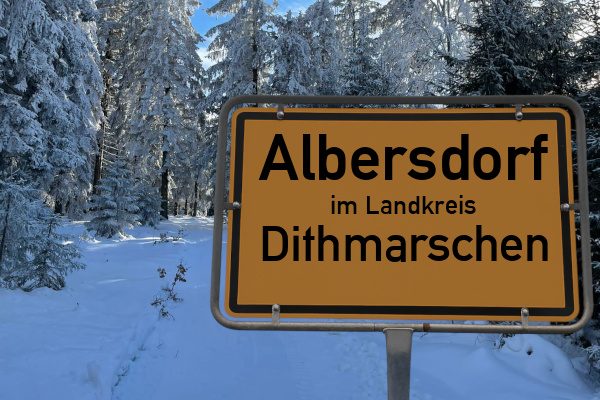 Albersdorf
im Landkreis
Dithmarschen